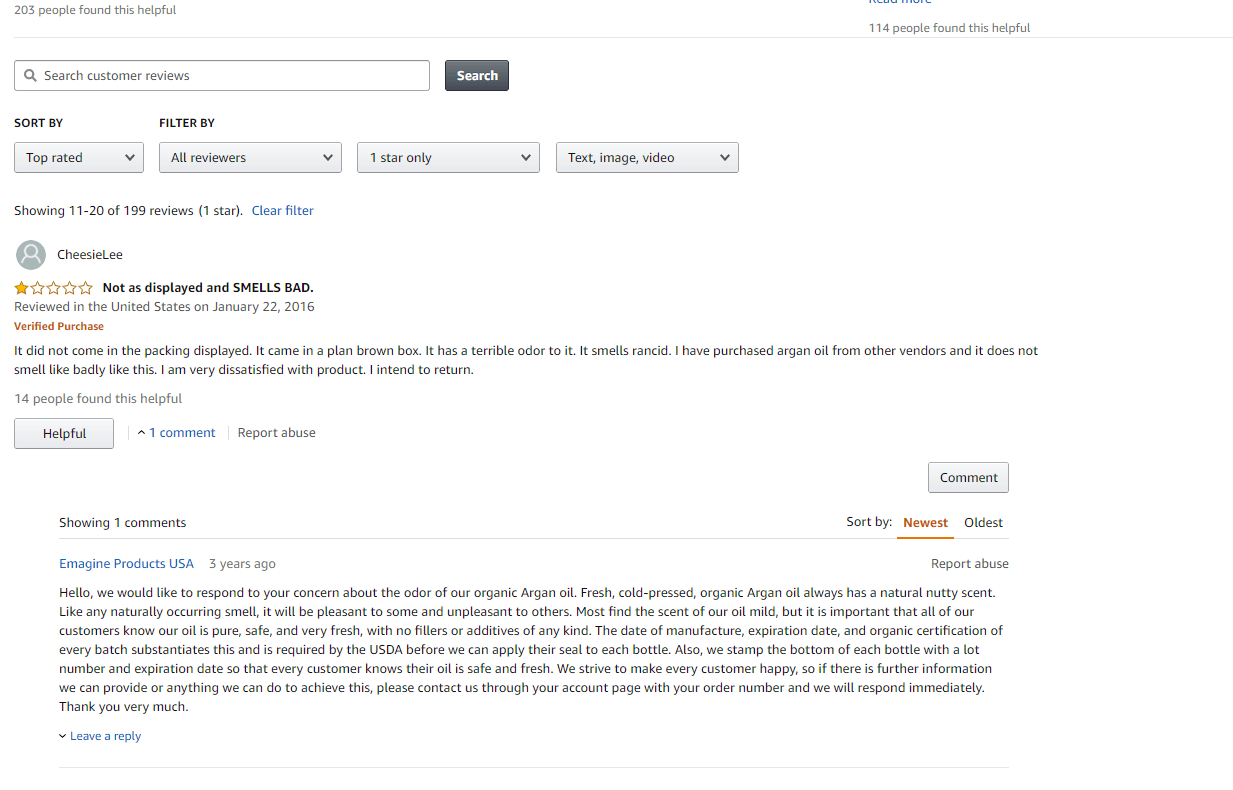 203 people found this helpful
Read more
114 people found this helpful
Search customer reviews
Search
SORT BY
FILTER BY
Top rated
All reviewers
1 star only
Text, image, video
Showing 11-20 of 199 reviews (1 star). Clear filter
CheesieLee
Not as displayed and SMELLS BAD.
Reviewed in the United States on January 22, 2016
Verified Purchase
It did not come in the packing displayed. It came in a plan brown box. It has a terrible odor to it. It smells rancid. I have purchased argan oil from other vendors and it does not
smell like badly like this. I am very dissatisfied with product. I intend to return.
14 people found this helpful
Helpful
1 comment
Report abuse
Comment
Showing 1 comments
Sort by: Newest Oldest
Emagine Products USA 3 years ago
Report abuse
Hello, we would like to respond to your concern about the odor of our organic Argan oil. Fresh, cold-pressed, organic Argan oil always has a natural nutty scent.
Like any naturally occurring smell, it will be pleasant to some and unpleasant to others. Most find the scent of our oil mild, but it is important that all of our
customers know our oil is pure, safe, and very fresh, with no fillers or additives of any kind. The date of manufacture, expiration date, and organic certification of
every batch substantiates this and is required by the USDA before we can apply their seal to each bottle. Also, we stamp the bottom of each bottle with a lot
number and expiration date so that every customer knows their oil is safe and fresh. We strive to make every customer happy, so if there is further information
we can provide or anything we can do to achieve this, please contact us through your account page with your order number and we will respond immediately.
Thank you very much.
Leave a reply